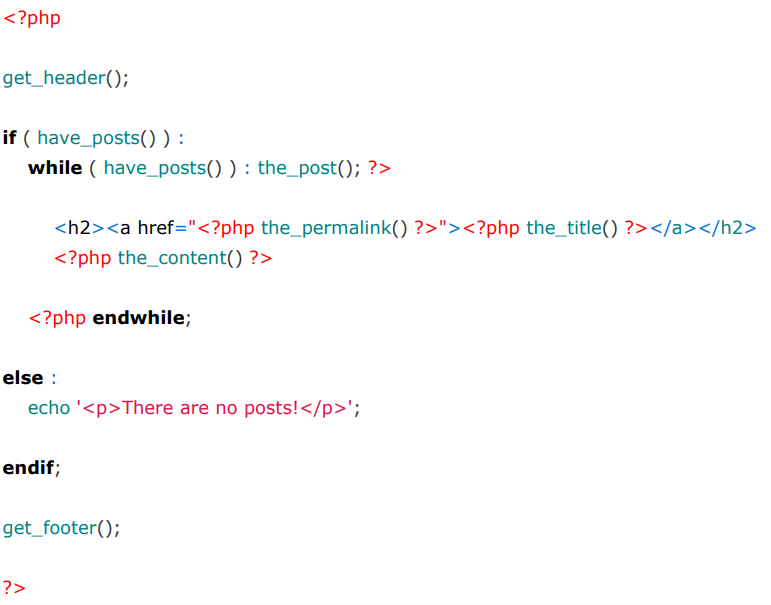 <?php
get_header();
if ( have_posts() ) :
while ( have_posts() ) : the_post(); ?>
<h2><a href="<?php the_permalink() ?>"><?php the_title() ?></a></h2>
<?php the_content() ?>
<?php endwhile;
else :
echo '<p>There are no posts!</p>';
endif;
get_footer();
?>